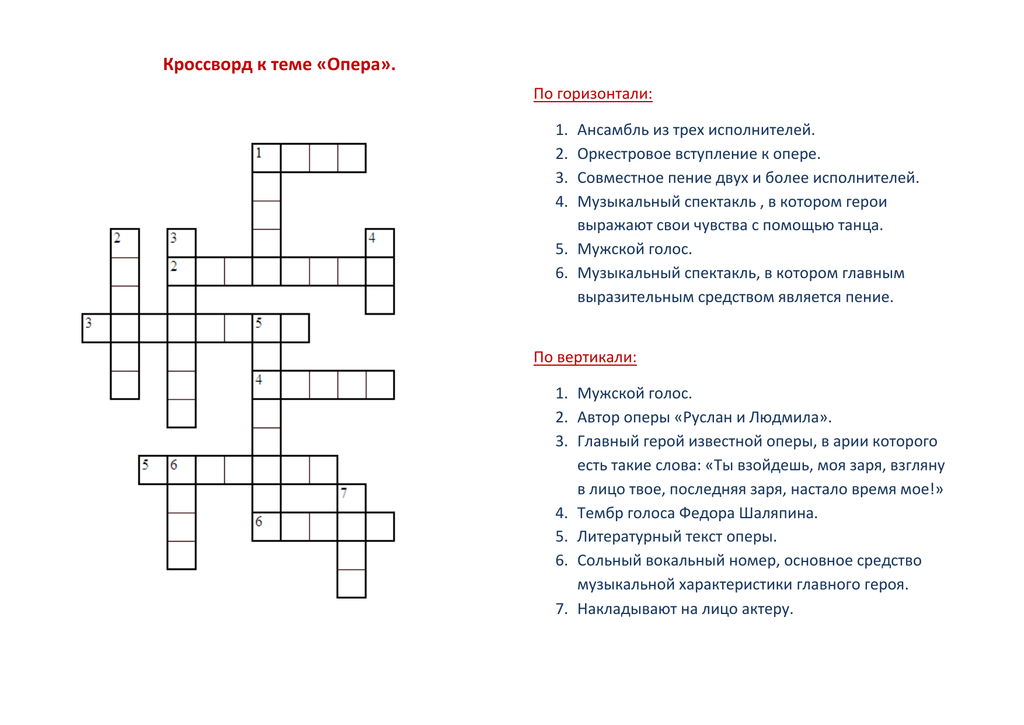 Кроссворд к теме «Опера».
1
2
3
4
2
3
5
4
5
6
7
6
По горизонтали:
1. Ансамбль из трех исполнителей.
2. Оркестровое вступление к опере.
3. Совместное пение двух и более исполнителей.
4. Музыкальный спектакль , в котором герои
выражают свои чувства с помощью танца.
5. Мужской голос.
6. Музыкальный спектакль, в котором главным
выразительным средством является пение.
По вертикали:
1. Мужской голос.
2. Автор оперы «Руслан и Людмила».
3. Главный герой известной оперы, в арии которого
есть такие слова: «Ты взойдешь, моя заря, взгляну
в лицо твое, последняя заря, настало время мое!»
4. Тембр голоса Федора Шаляпина.
5. Литературный текст оперы.
6. Сольный вокальный номер, основное средство
музыкальной характеристики главного героя.
7. Накладывают на лицо актеру.